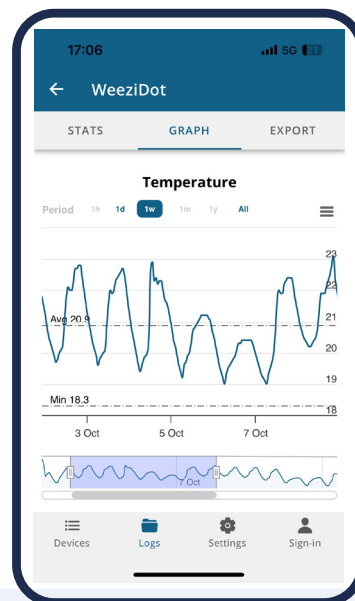 17:06 5G 21
WeeziDot
STATS GRAPH EXPORT
Temperature
Period 1h 1d 1w 1m 1y All
23
22
Avg 20.9
21
20
19
Min 18.3
18
3 Oct 5 Oct 7 Oct
7 Oct
Devices Logs Settings Sign-in